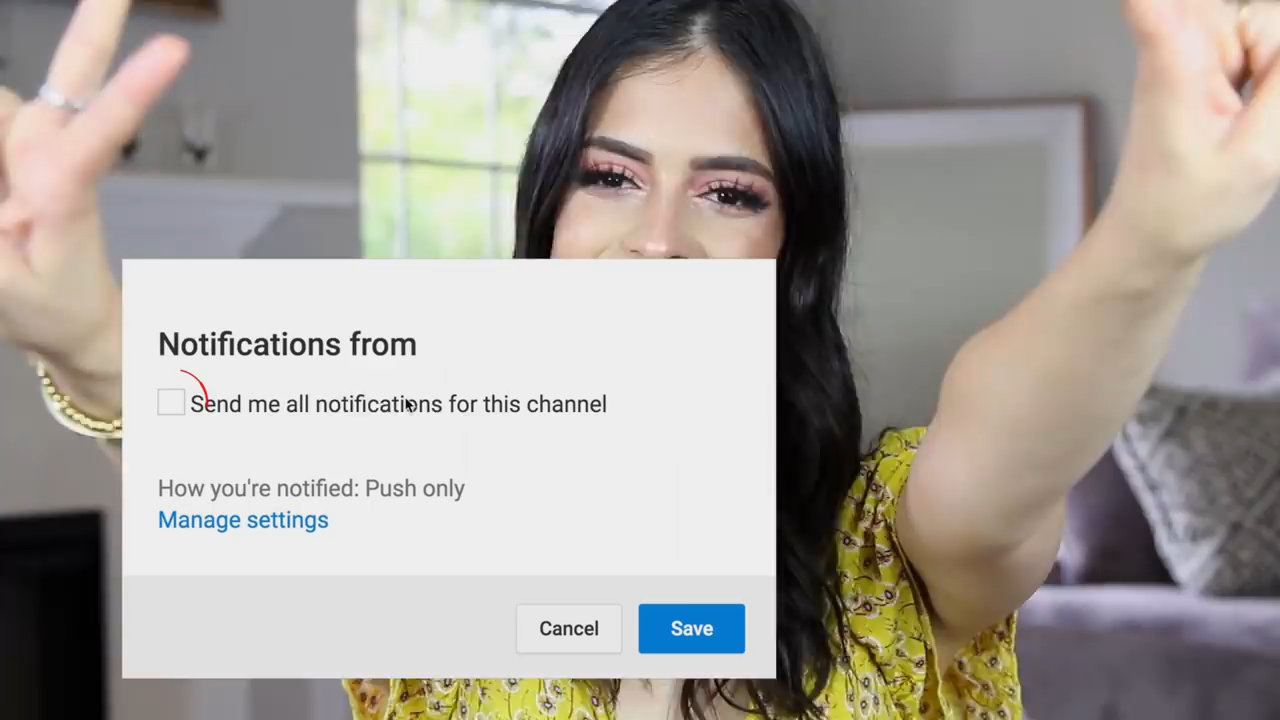 Notifications from
Send me all notifications for this channel
How you're notified: Push only
Manage settings
Cancel
Save